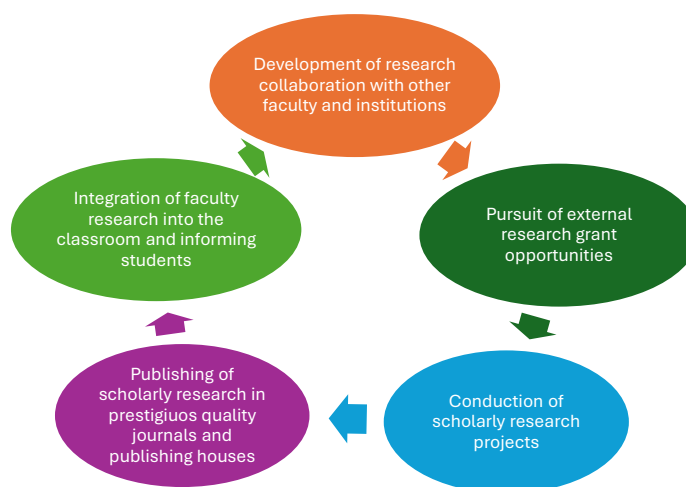 Development of research
collaboration with other
faculty and institutions
Pursuit of external
research grant
opportunities
Conduction of
scholarly research
projects
Publishing of
scholarly research in
prestigiuos quality
journals and
publishing houses
Integration of faculty
research into the
classroom and informing
students